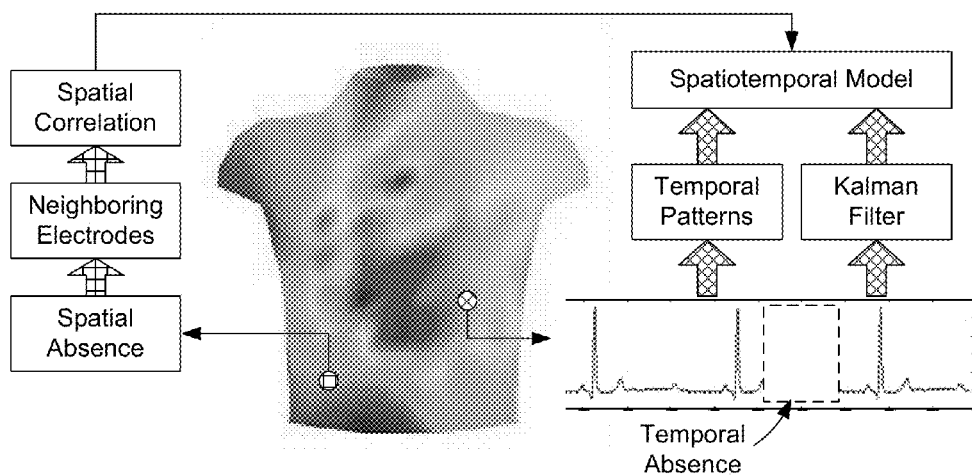 Spatial
Correlation
Neighboring
Electrodes
Spatial
Absence
Spatiotemporal Model
Temporal
Patterns
Kalman
Filter
Temporal
Absence